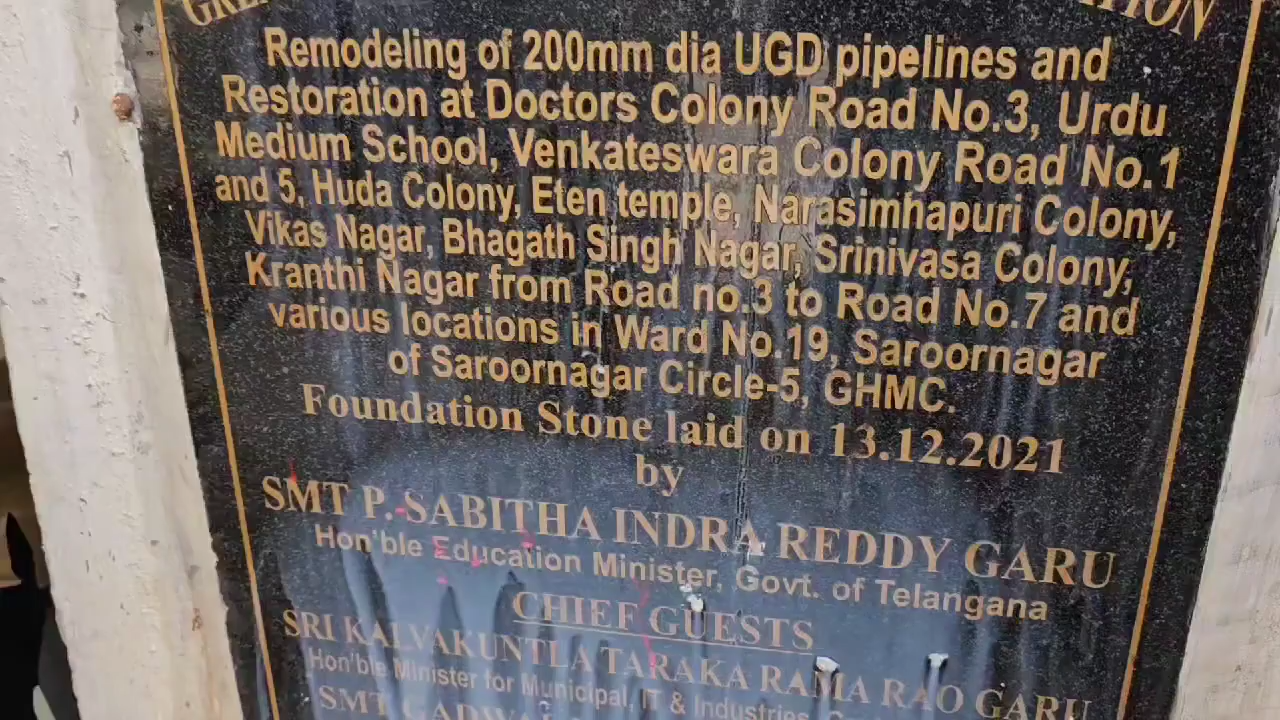 Remodeling of 200mm dia UGD pipelines and
Restoration at Doctors Colony Road No.3, Urdu
Medium School, Venkateswara Colony Road No.1
and 5, Huda Colony, Eten temple, Narasimhapuri Colony,
Vikas Nagar, Bhagath Singh Nagar, Srinivasa Colony,
Kranthi Nagar from Road no.3 to Road No.7 and
various locations in Ward No.19, Saroornagar
of Saroornagar Circle-5, GHMC.
Foundation Stone laid on 13.12.2021
by
SMT P. SABITHA INDRA REDDY GARU
Hon'ble Education Minister, Govt. of Telangana
CHIEF GUESTS
SRI KALVAKUNTLA TARAKA RAMA RAO GARU
Hon'ble Minister for Municipal, IT & Industries
SMT